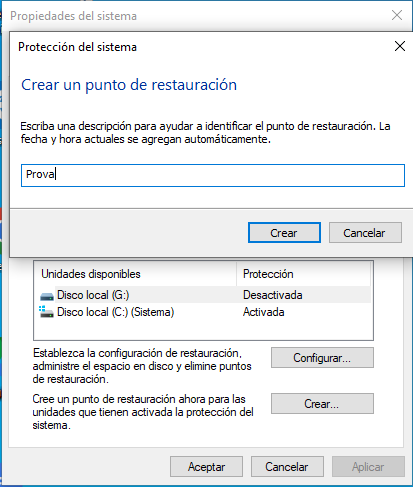 Propiedades del sistema
Protección del sistema
Crear un punto de restauración
Escriba una descripción para ayudar a identificar el punto de restauración. La
fecha y hora actuales se agregan automáticamente.
Prova
Crear
Cancelar
Unidades disponibles
Protección
Disco local (G:)
Desactivada
Disco local (C:) (Sistema)
Activada
Establezca la configuración de restauración,
administre el espacio en disco y elimine puntos
de restauración.
Configurar...
Cree un punto de restauración ahora para las
unidades que tienen activada la protección del
sistema.
Crear...
Aceptar
Cancelar
Aplicar